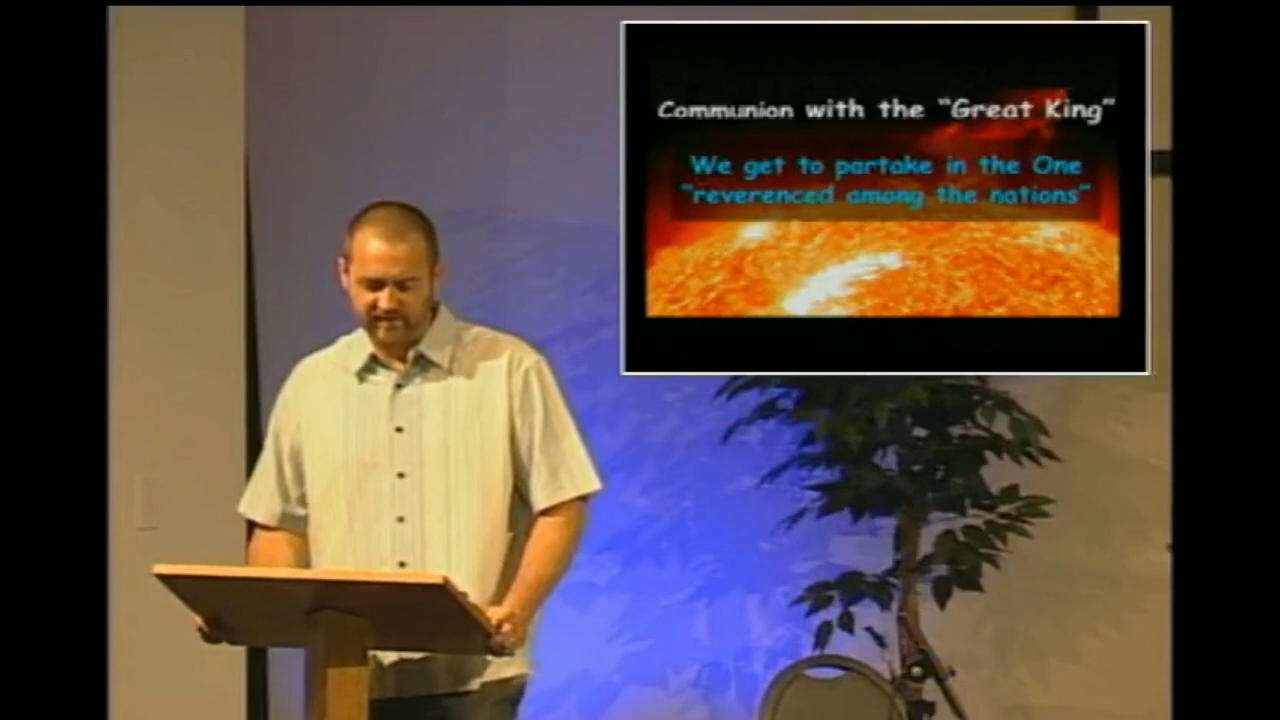 Communion with the “Great King”
We get to partake in the One
“reverenced among the nations”